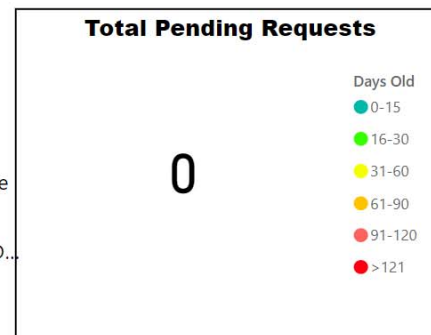 Total Pending Requests
Days Old
0-15
16-30
31-60
0
e
61-90
91-120
O...
>121